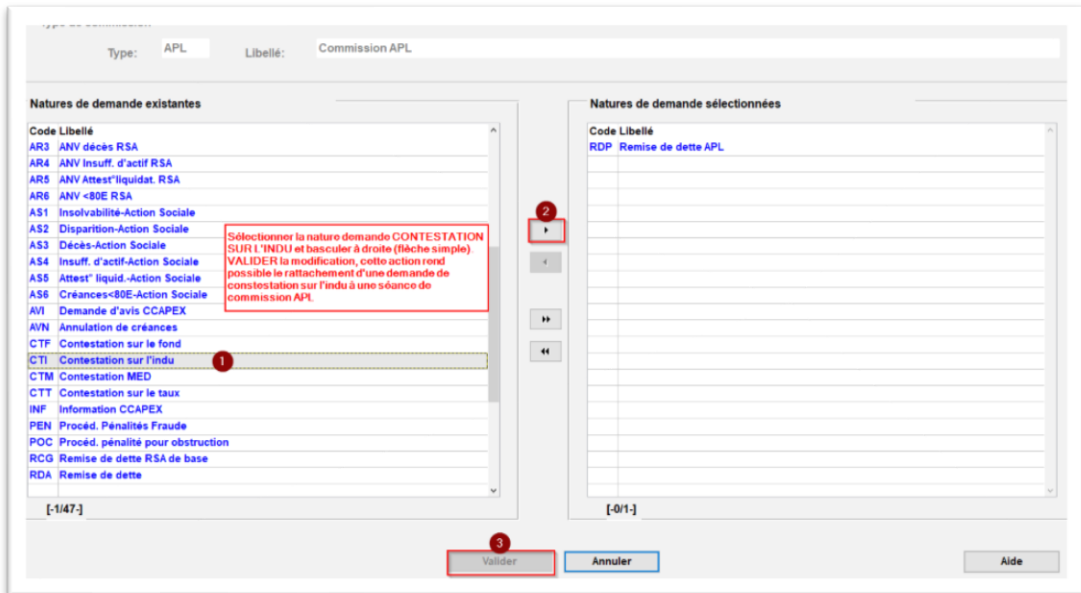 Type de commission
Type: APL Libellé: Commission APL
Natures de demande existantes
Code Libellé
AR3 ANV décès RSA
AR4 ANV Insuff. d'actif RSA
AR5 ANV Attest°liquidat. RSA
AR6 ANV <80E RSA
AS1 Insolvabilité-Action Sociale
AS2 Disparition-Action Sociale
AS3 Décès-Action Sociale
AS4 Insuff. d'actif-Action Sociale
AS5 Attest° liquid.-Action Sociale
AS6 Créances<80E-Action Sociale
AVI Demande d'avis CCAPEX
AVN Annulation de créances
CTF Contestation sur le fond
CTI Contestation sur l'indu 1
CTM Contestation MED
CTT Contestation sur le taux
INF Information CCAPEX
PEN Procéd. Pénalités Fraude
POC Procéd. pénalité pour obstruction
RCG Remise de dette RSA de base
RDA Remise de dette
[-1/47-]
Sélectionner la nature demande CONTESTATION
SUR L'INDU et basculer à droite (flèche simple).
VALIDER la modification, cette action rend
possible le rattachement d'une demande de
constestation sur l'indu à une séance de
commission APL
2
Natures de demande sélectionnées
Code Libellé
RDP Remise de dette APL
[-0/1-]
3
Valider Annuler Aide